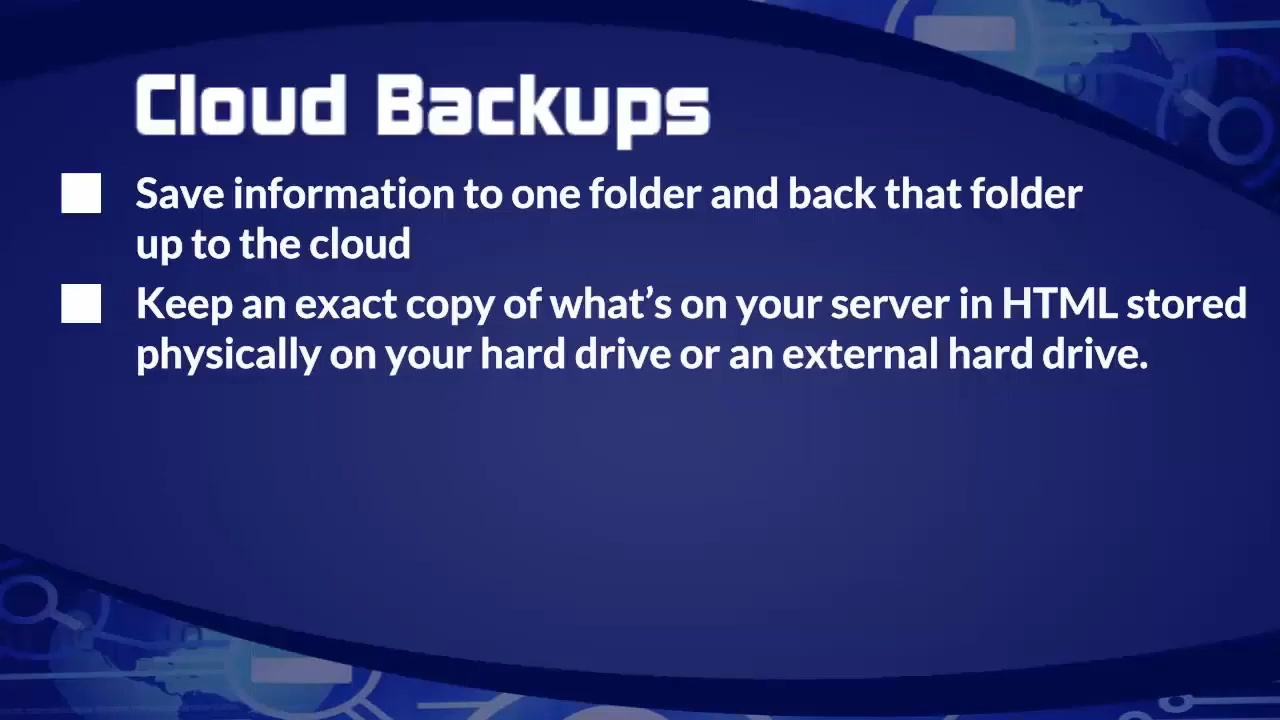 Cloud Backups
Save information to one folder and back that folder
up to the cloud
Keep an exact copy of what’s on your server in HTML stored
physically on your hard drive or an external hard drive.